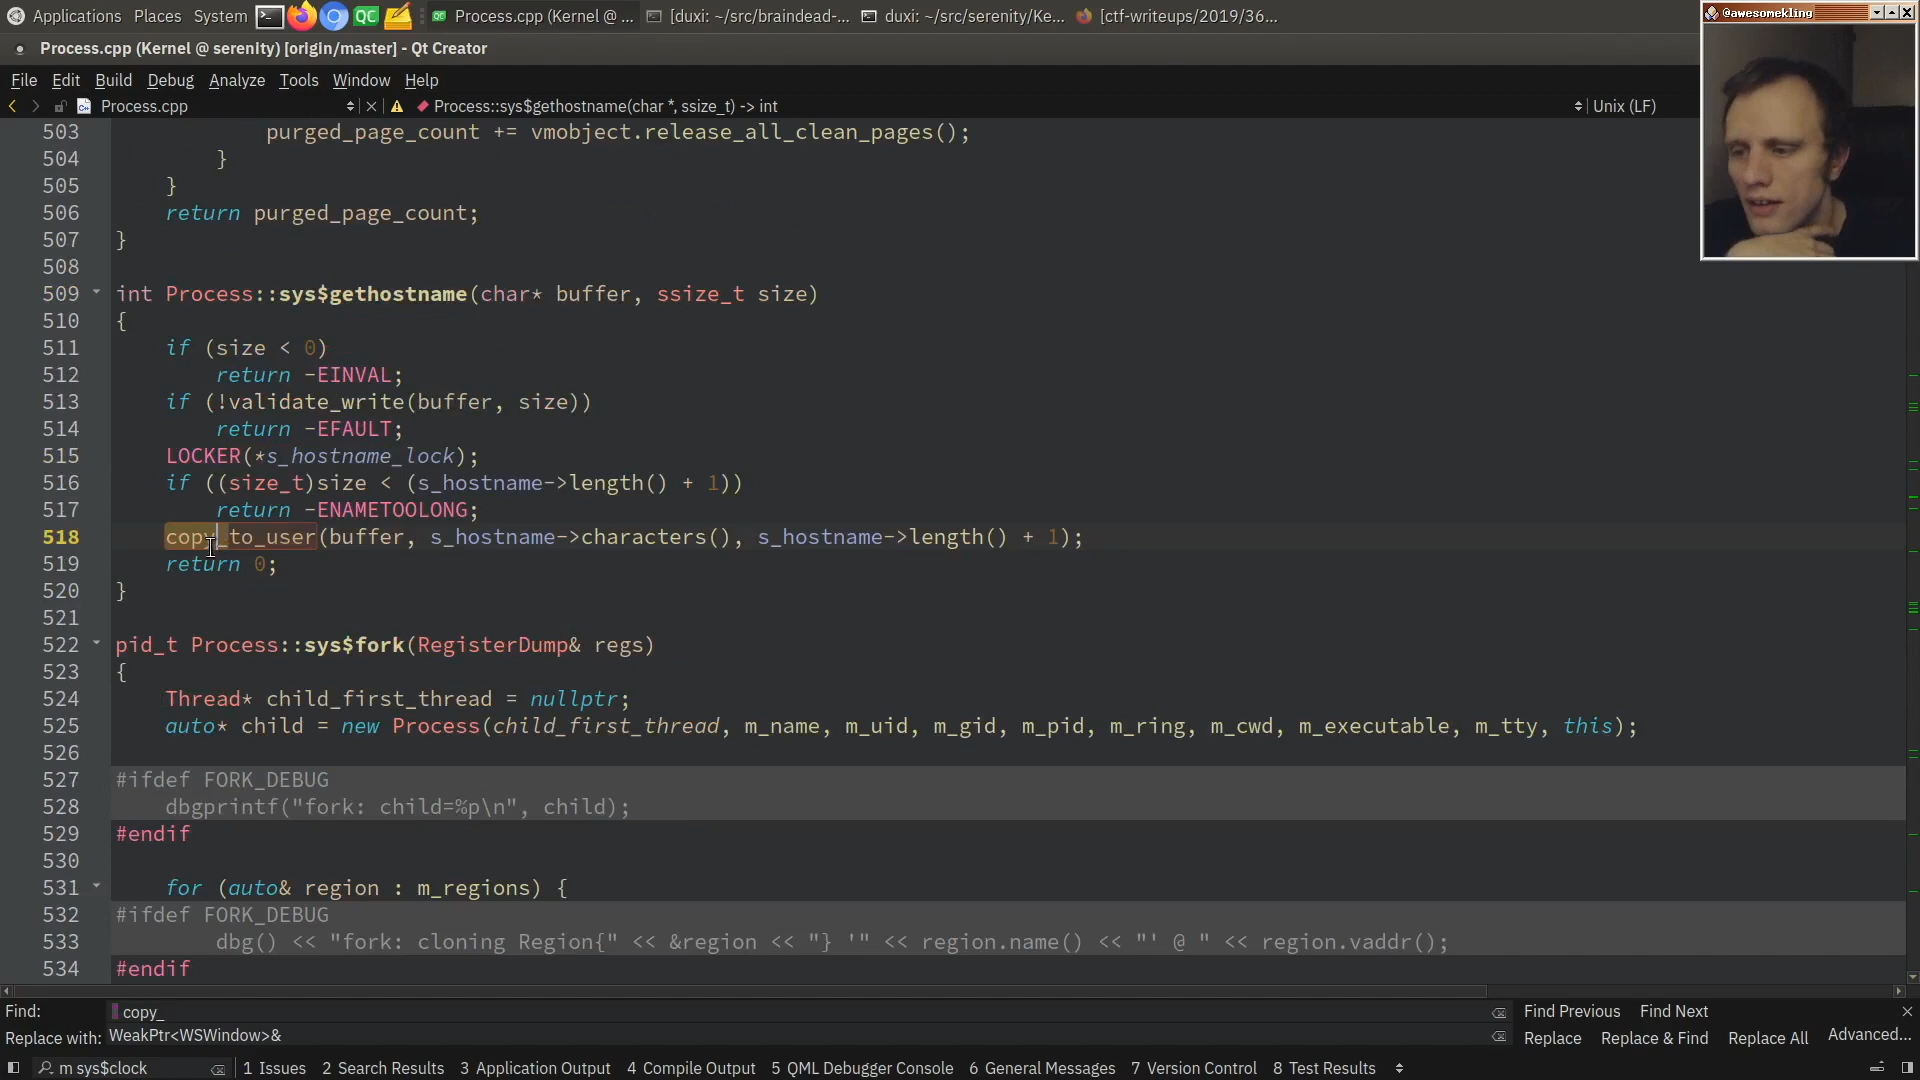 Applications Places System QC Process.cpp (Kernel @ ... [duxi: ~/src/braindead-... duxi: ~/src/serenity/Ke... [ctf-writeups/2019/36... @awesomekling
Process.cpp (Kernel @ serenity) [origin/master] - Qt Creator
File Edit Build Debug Analyze Tools Window Help
Process.cpp Process::sys$gethostname(char *, ssize_t) -> int Unix (LF)
503 purged_page_count += vmobject.release_all_clean_pages();
504 }
505 }
506 return purged_page_count;
507 }
508
509 int Process::sys$gethostname(char* buffer, ssize_t size)
510 {
511 if (size < 0)
512 return -EINVAL;
513 if (!validate_write(buffer, size))
514 return -EFAULT;
515 LOCKER(*s_hostname_lock);
516 if ((size_t)size < (s_hostname->length() + 1))
517 return -ENAMETOOLONG;
518 copy_to_user(buffer, s_hostname->characters(), s_hostname->length() + 1);
519 return 0;
520 }
521
522 pid_t Process::sys$fork(RegisterDump& regs)
523 {
524 Thread* child_first_thread = nullptr;
525 auto* child = new Process(child_first_thread, m_name, m_uid, m_gid, m_pid, m_ring, m_cwd, m_executable, m_tty, this);
526
527 #ifdef FORK_DEBUG
528 dbgprintf("fork: child=%p\n", child);
529 #endif
530
531 for (auto& region : m_regions) {
532 #ifdef FORK_DEBUG
533 dbg() << "fork: cloning Region{" << &region << "} '" << region.name() << "' @ " << region.vaddr();
534 #endif
Find: copy_ Find Previous Find Next
Replace with: WeakPtr<WSWindow>& Replace Replace & Find Replace All Advanced...
m sys$clock 1 Issues 2 Search Results 3 Application Output 4 Compile Output 5 QML Debugger Console 6 General Messages 7 Version Control 8 Test Results